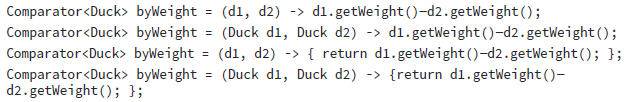 Comparator<Duck> byWeight = (d1, d2) -> d1.getWeight()–d2.getWeight();
Comparator<Duck> byWeight = (Duck d1, Duck d2) -> d1.getWeight()–d2.getWeight();
Comparator<Duck> byWeight = (d1, d2) -> { return d1.getWeight()–d2.getWeight(); };
Comparator<Duck> byWeight = (Duck d1, Duck d2) -> {return d1.getWeight()–
d2.getWeight(); };